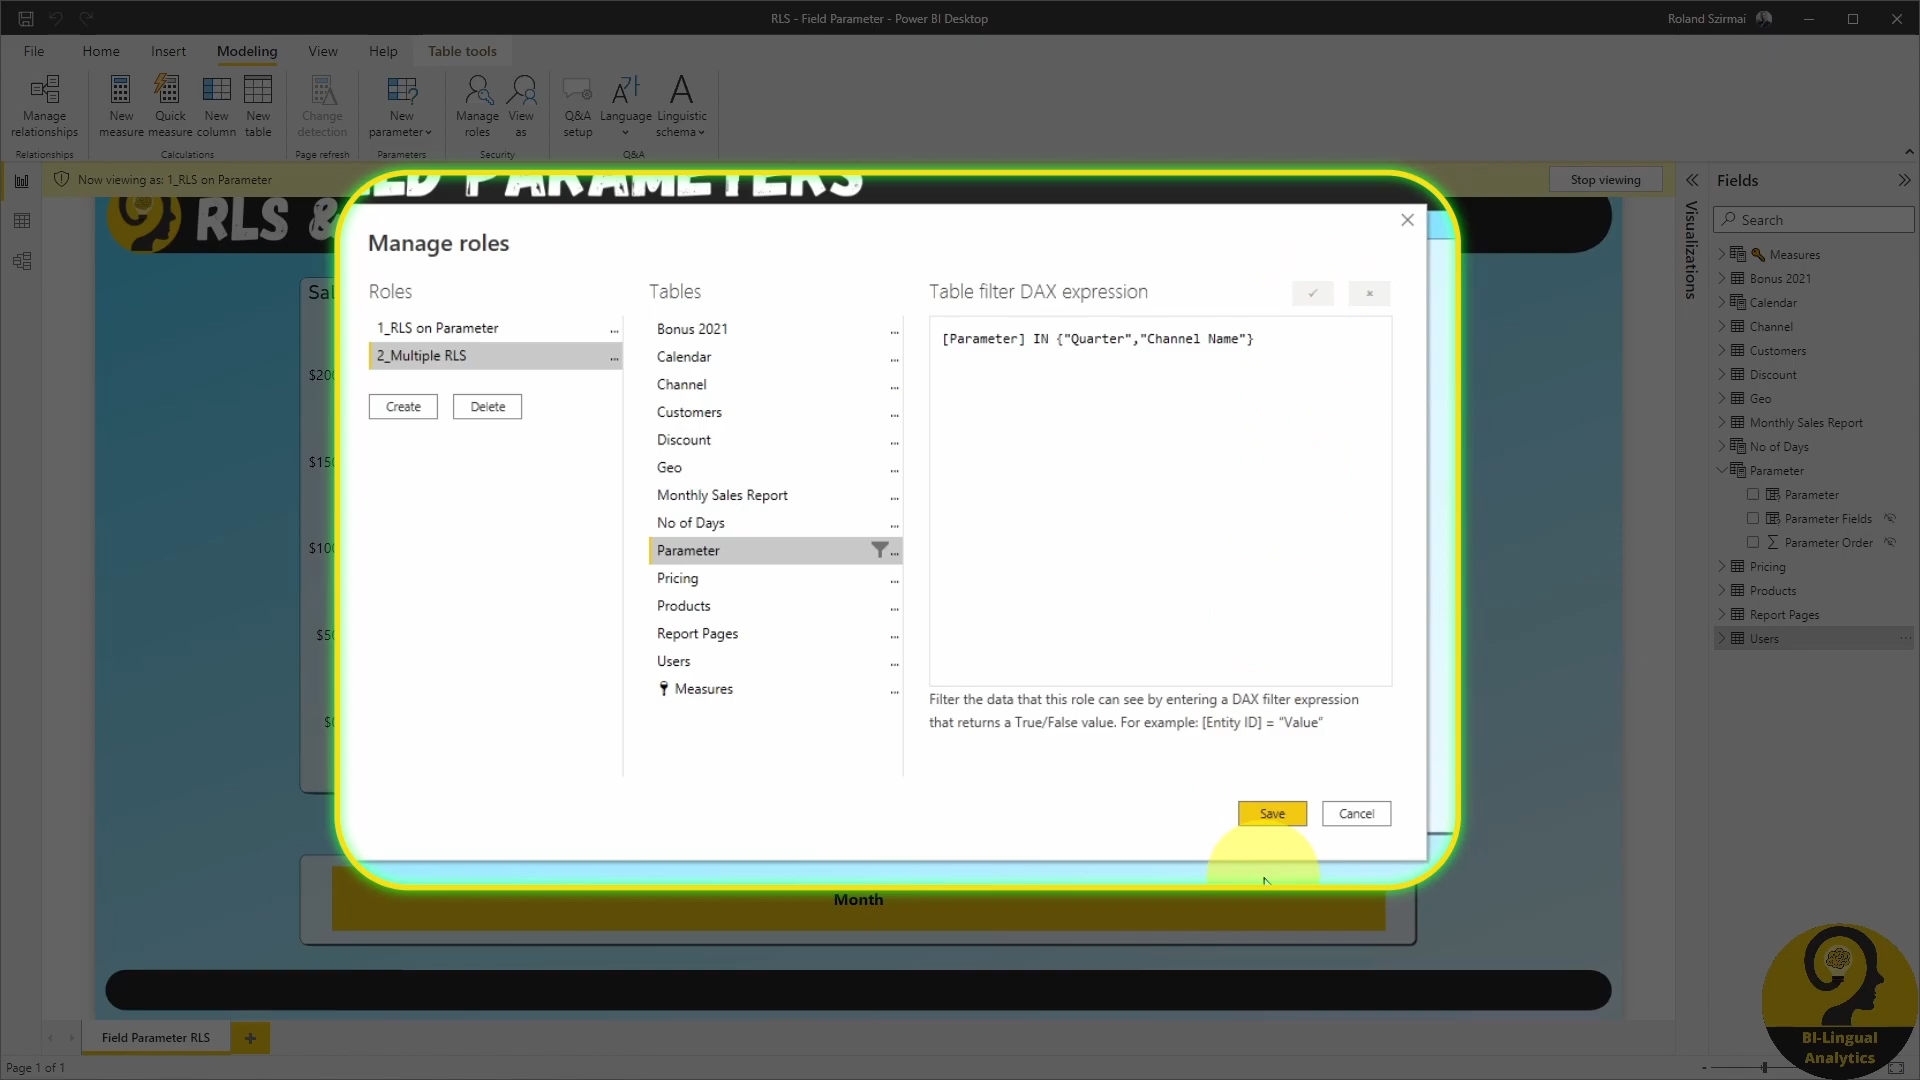 RLS - Field Parameter - Power BI Desktop
Roland Szirmai
File
Home
Insert
Modeling
View
Help
Table tools
Manage relationships
New measure
Quick measure
New column
New table
Change detection
New parameter
Manage roles
View as
Q&A setup
Language
Linguistic schema
Relationships
Calculations
Page refresh
Parameters
Security
Q&A
Now viewing as: 1_RLS on Parameter
Stop viewing
RLS &
PARAMETERS
Visualizations
Fields
Search
Measures
Bonus 2021
Calendar
Channel
Customers
Discount
Geo
Monthly Sales Report
No of Days
Parameter
Parameter
Parameter Fields
Parameter Order
Pricing
Products
Report Pages
Users
Manage roles
Roles
1_RLS on Parameter
2_Multiple RLS
Create
Delete
Tables
Bonus 2021
Calendar
Channel
Customers
Discount
Geo
Monthly Sales Report
No of Days
Parameter
Pricing
Products
Report Pages
Users
Measures
Table filter DAX expression
[Parameter] IN {"Quarter","Channel Name"}
Filter the data that this role can see by entering a DAX filter expression
that returns a True/False value. For example: [Entity ID] = "Value"
Save
Cancel
Month
Field Parameter RLS
Page 1 of 1
BI-Lingual
Analytics